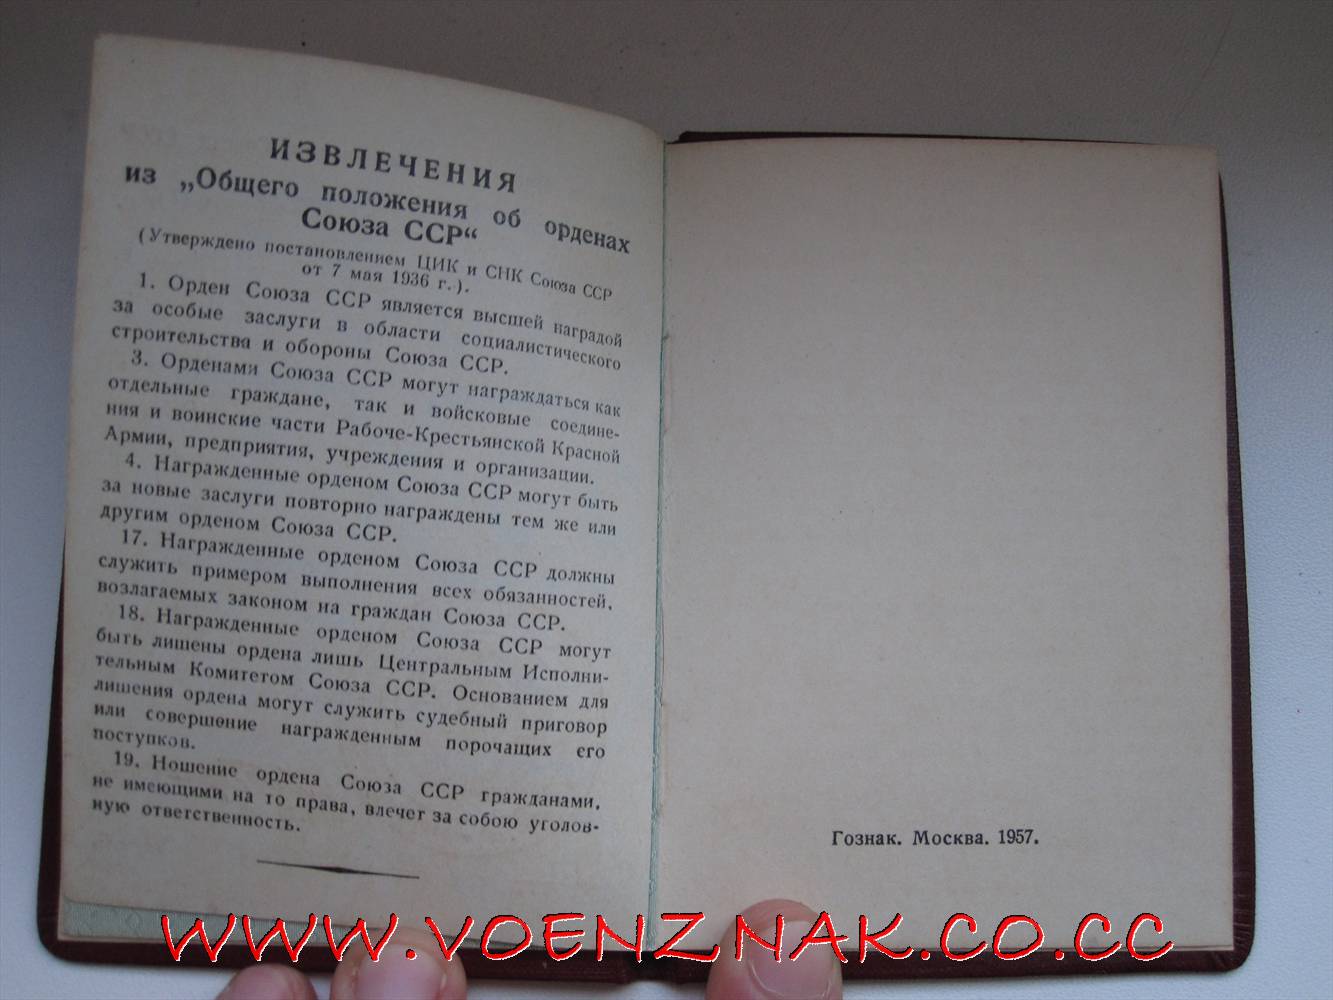 ИЗВЛЕЧЕНИЯ
из „Общего положения об орденах
Союза ССР“
(Утверждено постановлением ЦИК и СНК Союза ССР
от 7 мая 1936 г.).
1. Орден Союза ССР является высшей наградой
за особые заслуги в области социалистического
строительства и обороны Союза ССР.
3. Орденами Союза ССР могут награждаться как
отдельные граждане, так и войсковые соедине-
ния и воинские части Рабоче-Крестьянской Красной
Армии, предприятия, учреждения и организации.
4. Награжденные орденом Союза ССР могут быть
за новые заслуги повторно награждены тем же или
другим орденом Союза ССР.
17. Награжденные орденом Союза ССР должны
служить примером выполнения всех обязанностей,
возлагаемых законом на граждан Союза ССР.
18. Награжденные орденом Союза ССР могут
быть лишены ордена лишь Центральным Исполни-
тельным Комитетом Союза ССР. Основанием для
лишения ордена могут служить судебный приговор
или совершение награжденным порочащих его
поступков.
19. Ношение ордена Союза ССР гражданами,
не имеющими на то права, влечет за собою уголов-
ную ответственность.
Гознак. Москва. 1957.
WWW.VOENZNAK.CO.CC